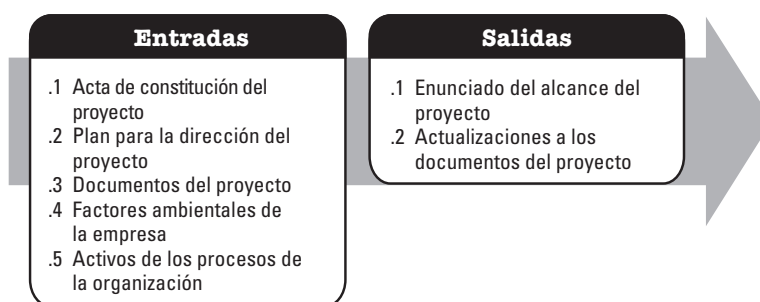 Entradas
.1 Acta de constitución del
proyecto
.2 Plan para la dirección del
proyecto
.3 Documentos del proyecto
.4 Factores ambientales de
la empresa
.5 Activos de los procesos de
la organización
Salidas
.1 Enunciado del alcance del
proyecto
.2 Actualizaciones a los
documentos del proyecto